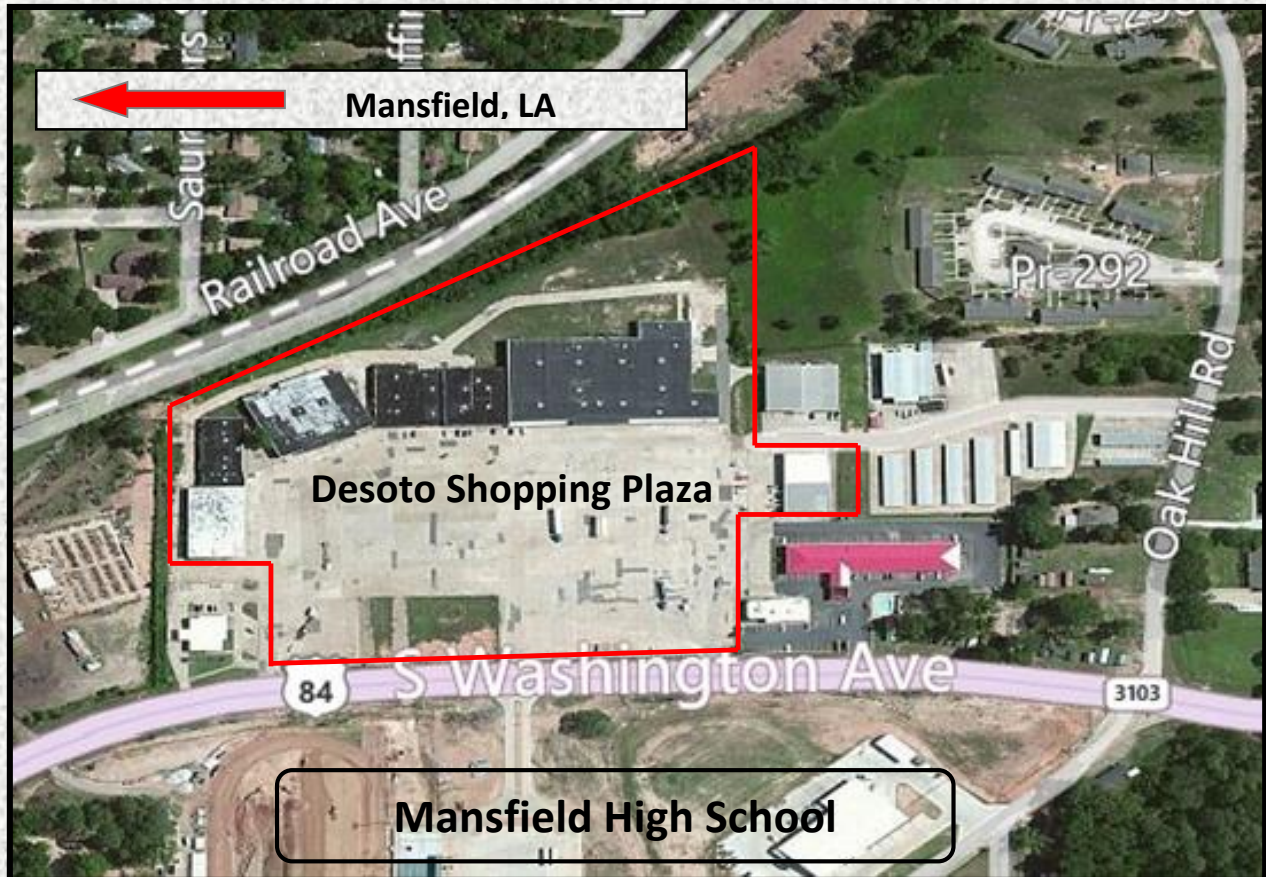 Mansfield, LA
Railroad Ave
Pr-292
Oak Hill Rd
Desoto Shopping Plaza
S Washington Ave
84
3103
Mansfield High School